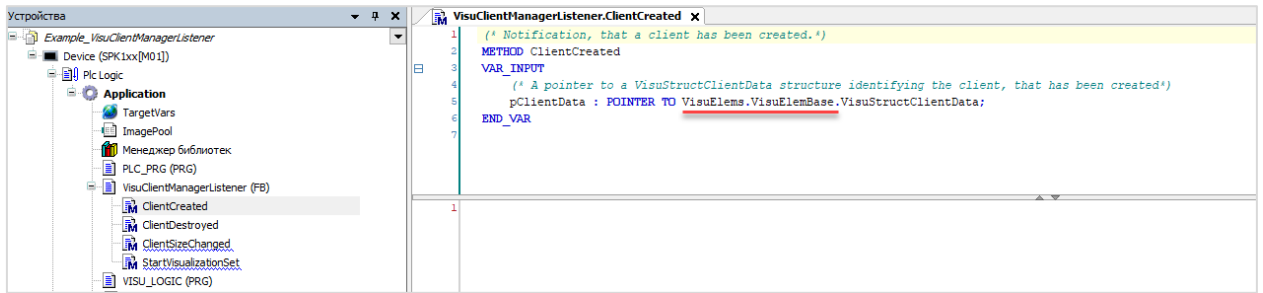 Устройства
Example_VisuClientManagerListener
Device (SPK1xx[M01])
Plc Logic
Application
TargetVars
ImagePool
Менеджер библиотек
PLC_PRG (PRG)
VisuClientManagerListener (FB)
ClientCreated
ClientDestroyed
ClientSizeChanged
StartVisualizationSet
VISU_LOGIC (PRG)
VisuClientManagerListener.ClientCreated
1 (* Notification, that a client has been created.*)
2 METHOD ClientCreated
3 VAR_INPUT
4 (* A pointer to a VisuStructClientData structure identifying the client, that has been created*)
5 pClientData : POINTER TO VisuElems.VisuElemBase.VisuStructClientData;
6 END_VAR
7
1